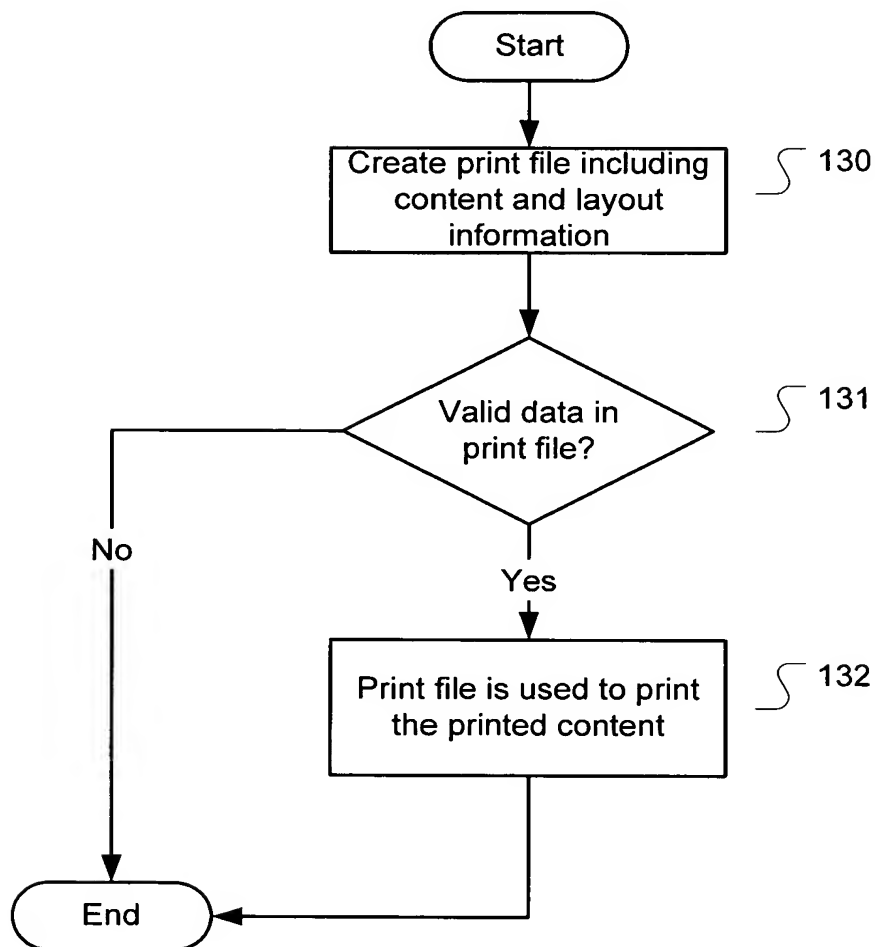 Start
Create print file including
content and layout
information
130
Valid data in
print file?
131
No
Yes
Print file is used to print
the printed content
132
End